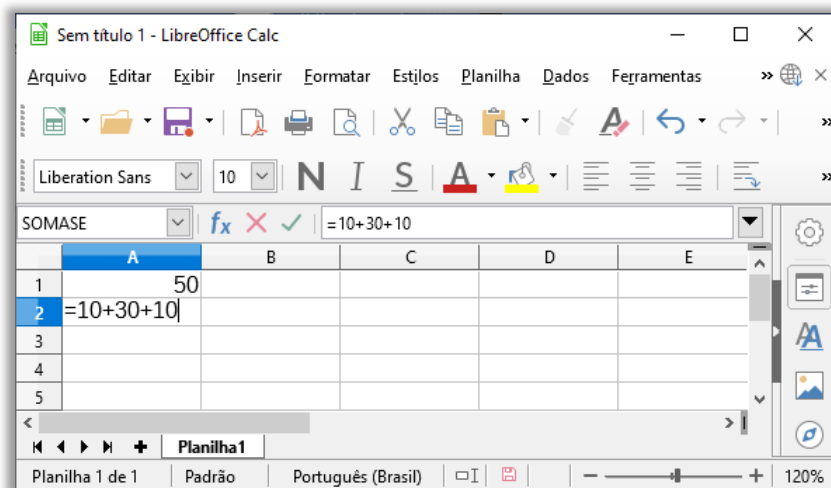 Sem título 1 - LibreOffice Calc
Arquivo Editar Exibir Inserir Formatar Estilos Planilha Dados Ferramentas »
»
Liberation Sans 10 N I S A »
SOMASE fx =10+30+10
A B C D E
1 50
2 =10+30+10
3
4
5
Planilha1
Planilha 1 de 1 Padrão Português (Brasil) 120%